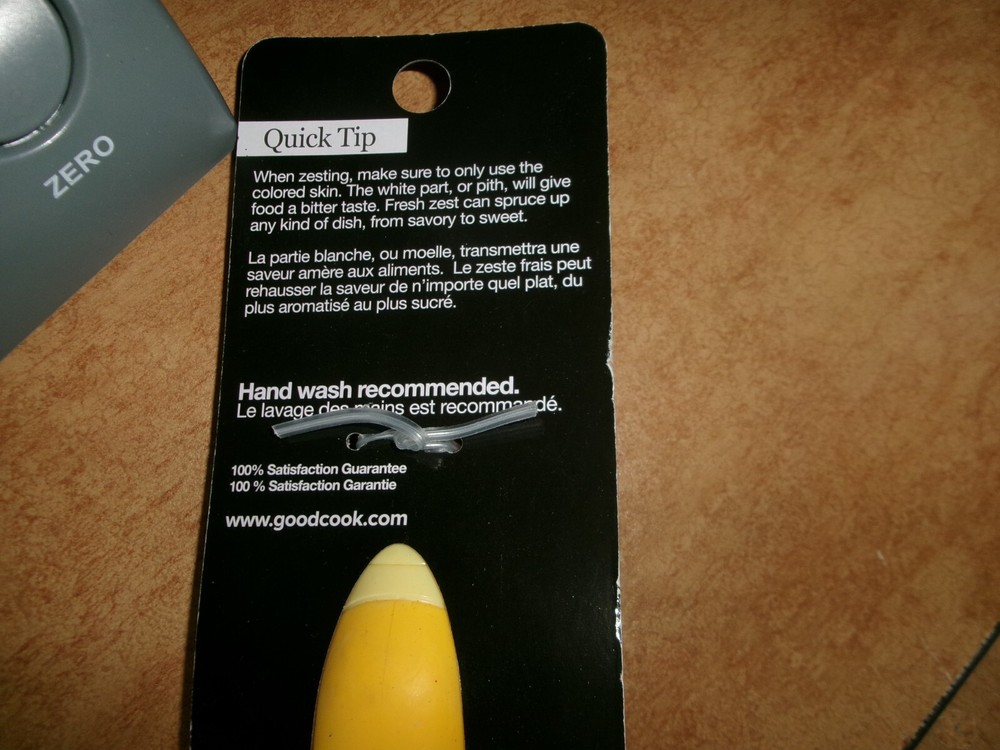 ZERO
Quick Tip
When zesting, make sure to only use the
colored skin. The white part, or pith, will give
food a bitter taste. Fresh zest can spruce up
any kind of dish, from savory to sweet.
La partie blanche, ou moelle, transmettra une
saveur amère aux aliments. Le zeste frais peut
rehausser la saveur de n'importe quel plat, du
plus aromatisé au plus sucré.
Hand wash recommended.
Le lavage des mains est recommandé.
100% Satisfaction Guarantee
100 % Satisfaction Garantie
www.goodcook.com